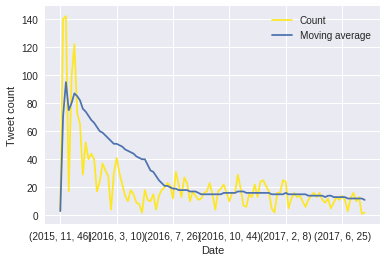 Tweet count
140
120
100
80
60
40
20
0
Count
Moving average
(2015, 11, 46)
(2016, 3, 10)
(2016, 7, 26)
(2016, 10, 44)
(2017, 2, 8)
(2017, 6, 25)
Date